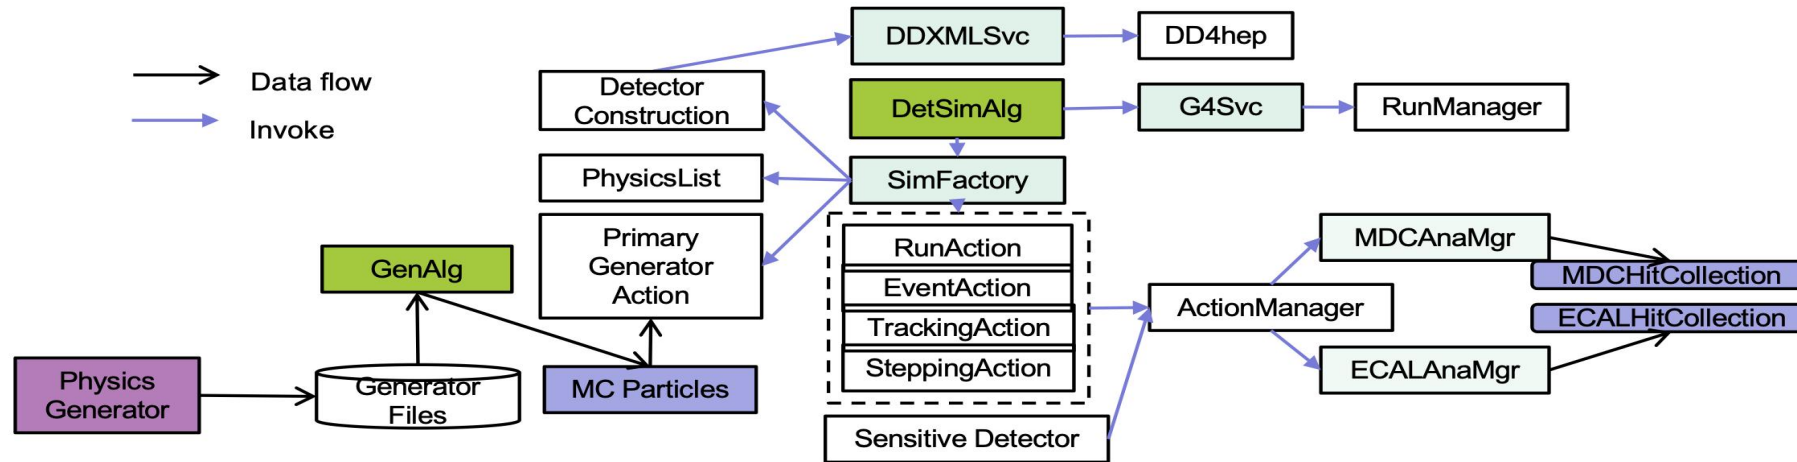 Data flow
Invoke
DDXMLSvc
DD4hep
Detector
Construction
DetSimAlg
G4Svc
RunManager
PhysicsList
SimFactory
Primary
Generator
Action
GenAlg
RunAction
EventAction
TrackingAction
SteppingAction
MDCAnaMgr
MDCHitCollection
ActionManager
ECALHitCollection
ECALAnaMgr
Physics
Generator
Generator
Files
MC Particles
Sensitive Detector